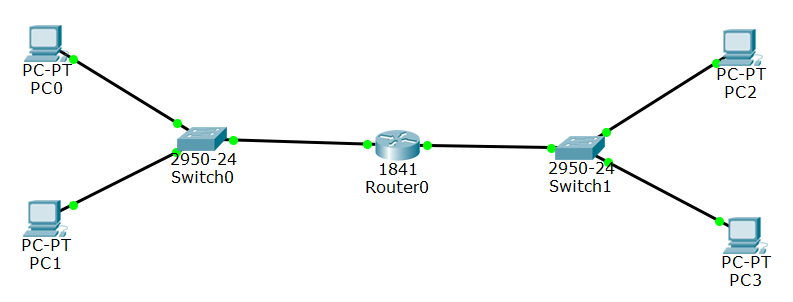 PC-PT
PC0
PC-PT
PC2
2950-24
Switch0
1841
Router0
2950-24
Switch1
PC-PT
PC1
PC-PT
PC3